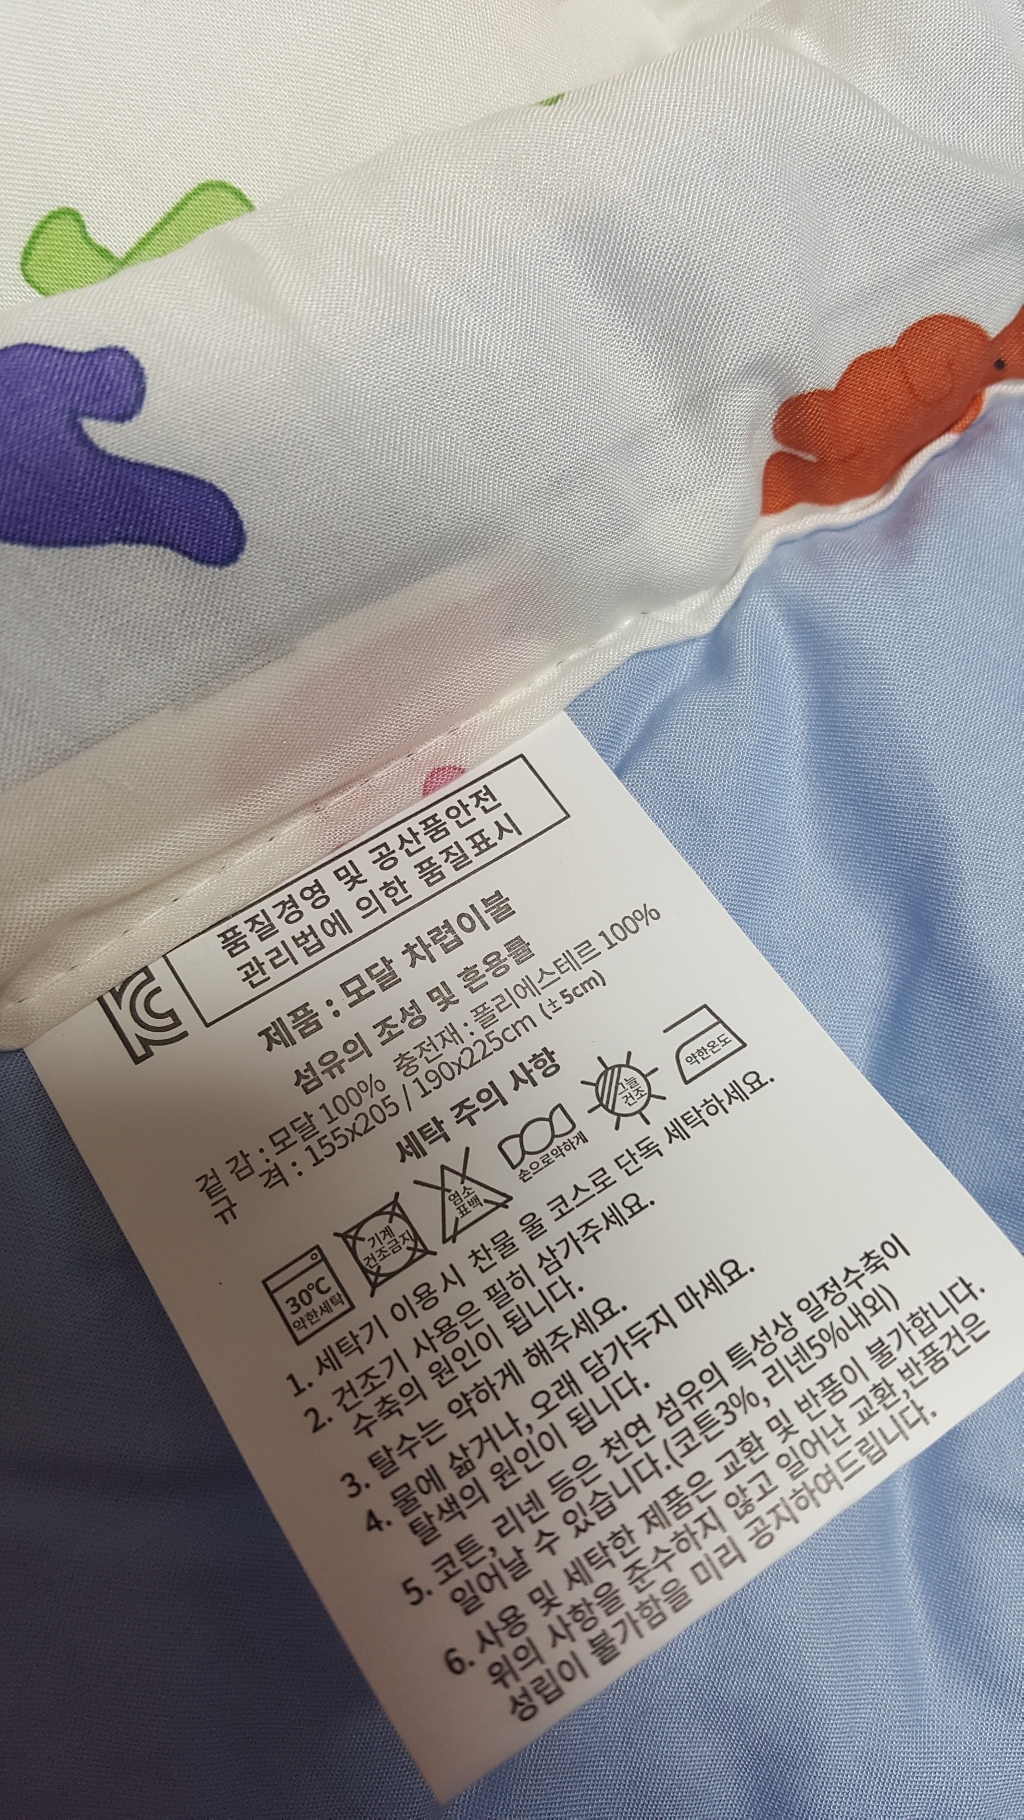 품질경영 및 공산품안전
관리법에 의한 품질표시
제품 : 모달 차렵이불
섬유의 조성 및 혼용률
겉 감 : 모달 100% 충전재 : 폴리에스테르 100%
규 격 : 155x205 / 190x225cm (±5cm)
세탁 주의 사항
30℃
약한세탁
기계
건조금지
염소
표백
손으로약하게
그늘
건조
약한온도
1. 세탁기 이용시 찬물 울 코스로 단독 세탁하세요.
2. 건조기 사용은 필히 삼가주세요.
수축의 원인이 됩니다.
3. 탈수는 약하게 해주세요.
4. 물에 삶거나, 오래 담가두지 마세요.
탈색의 원인이 됩니다.
5. 코튼, 리넨 등은 천연 섬유의 특성상 일정수축이
일어날 수 있습니다.(코튼3%, 리넨5%내외)
6. 사용 및 세탁한 제품은 교환 및 반품이 불가합니다.
위의 사항을 준수하지 않고 일어난 교환,반품건은
성립이 불가함을 미리 공지하여드립니다.